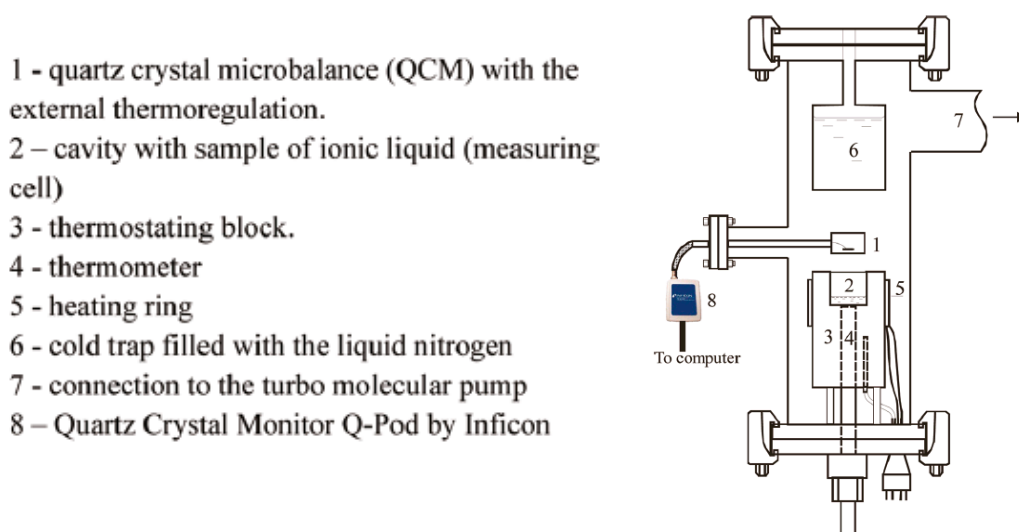 1 - quartz crystal microbalance (QCM) with the
external thermoregulation.
2 – cavity with sample of ionic liquid (measuring
cell)
3 - thermostating block.
4 - thermometer
5 - heating ring
6 - cold trap filled with the liquid nitrogen
7 - connection to the turbo molecular pump
8 – Quartz Crystal Monitor Q-Pod by Inficon
7
6
1
2
5
8
3
4
To computer